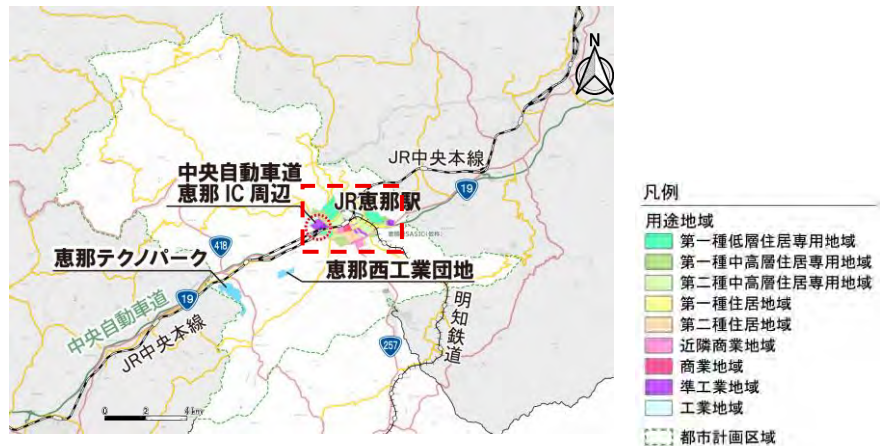 N
JR中央本線
19
中央自動車道
恵那 IC 周辺
JR恵那駅
418
恵那テクノパーク
恵那西工業団地
19
中央自動車道
JR中央本線
明知鉄道
257
0 2 4km
凡例
用途地域
第一種低層住居専用地域
第一種中高層住居専用地域
第二種中高層住居専用地域
第一種住居地域
第二種住居地域
近隣商業地域
商業地域
準工業地域
工業地域
都市計画区域